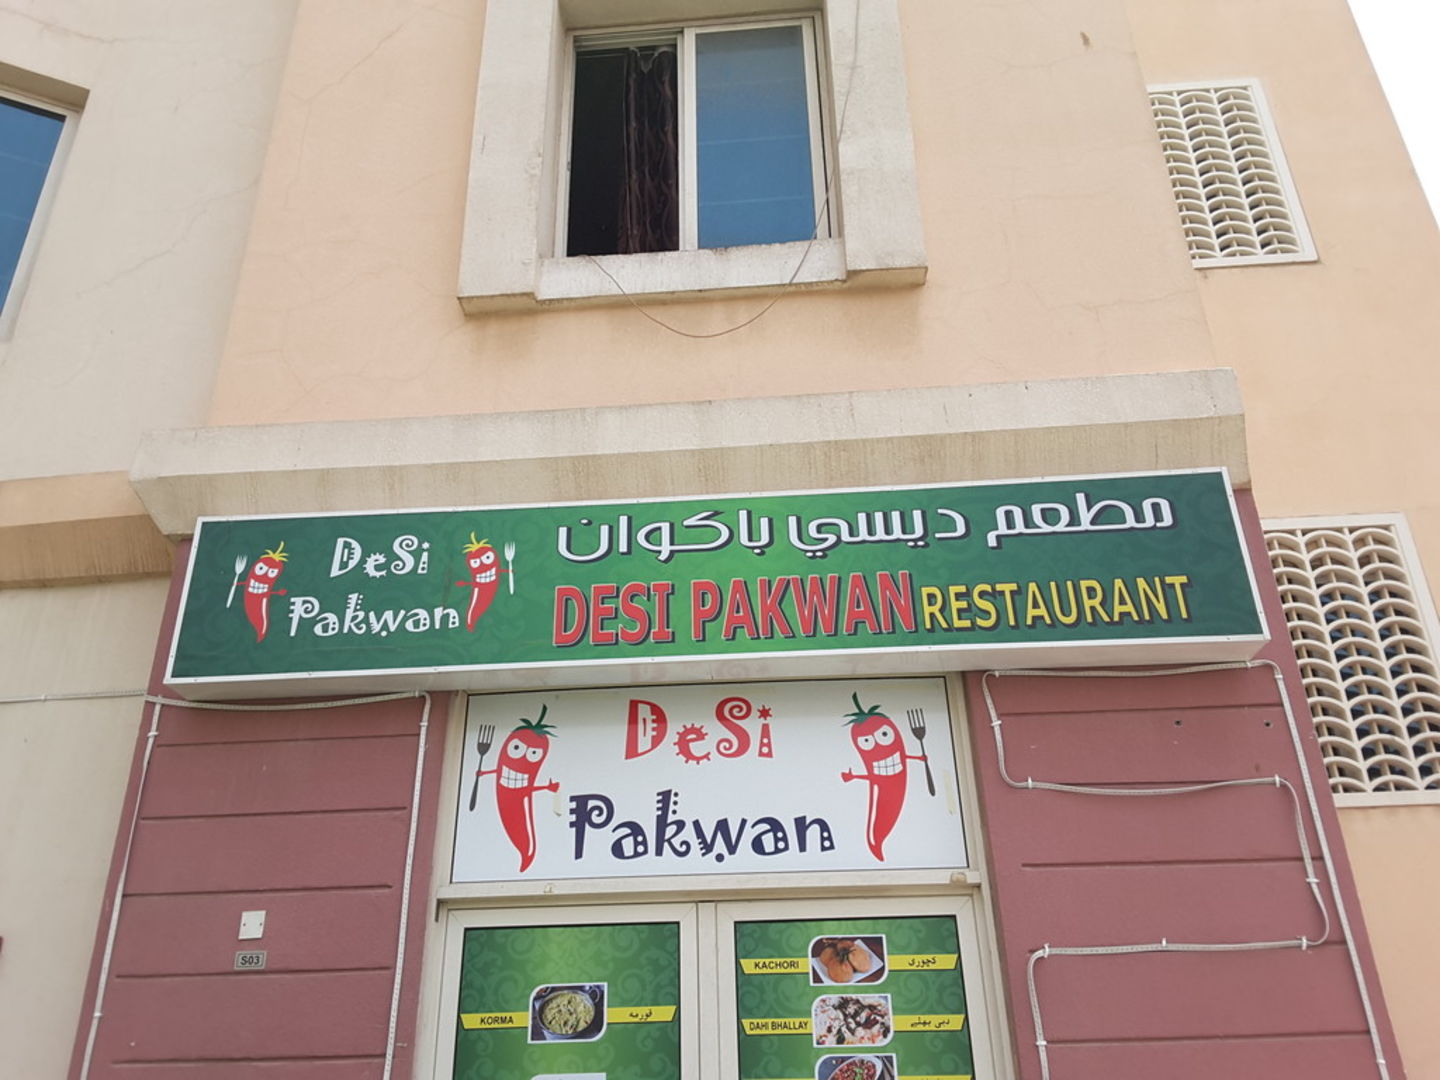 DeSi
Pakwan
مطعم ديسي باكوان
DESI PAKWAN RESTAURANT
DeSi
Pakwan
S03
KORMA
قورمہ
KACHORI
کچوری
DAHI BHALLAY
دہی بھلے